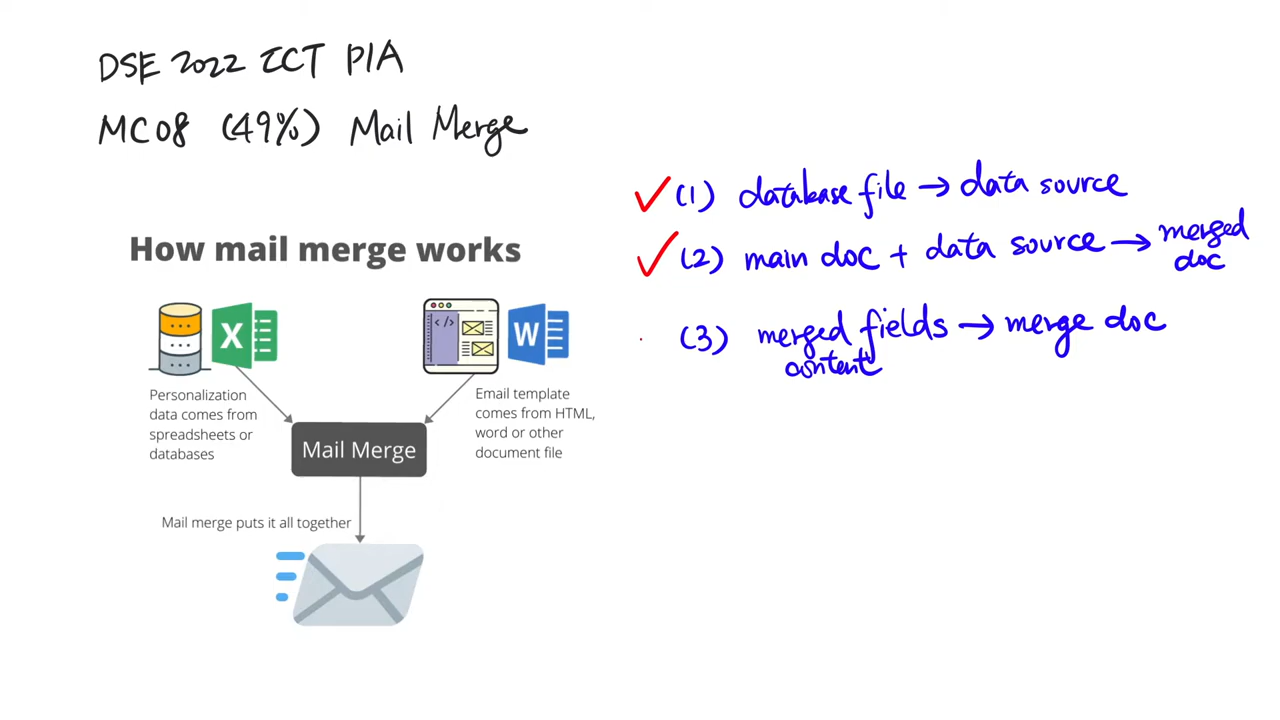 DSE 2022 ICT P1A
MC08 (49%) Mail Merge
How mail merge works
X
</>
W
Personalization
data comes from
spreadsheets or
databases
Email template
comes from HTML,
word or other
document file
Mail Merge
Mail merge puts it all together
(1) database file → data source
(2) main doc + data source → merged
doc
(3) merged fields → merge doc
content